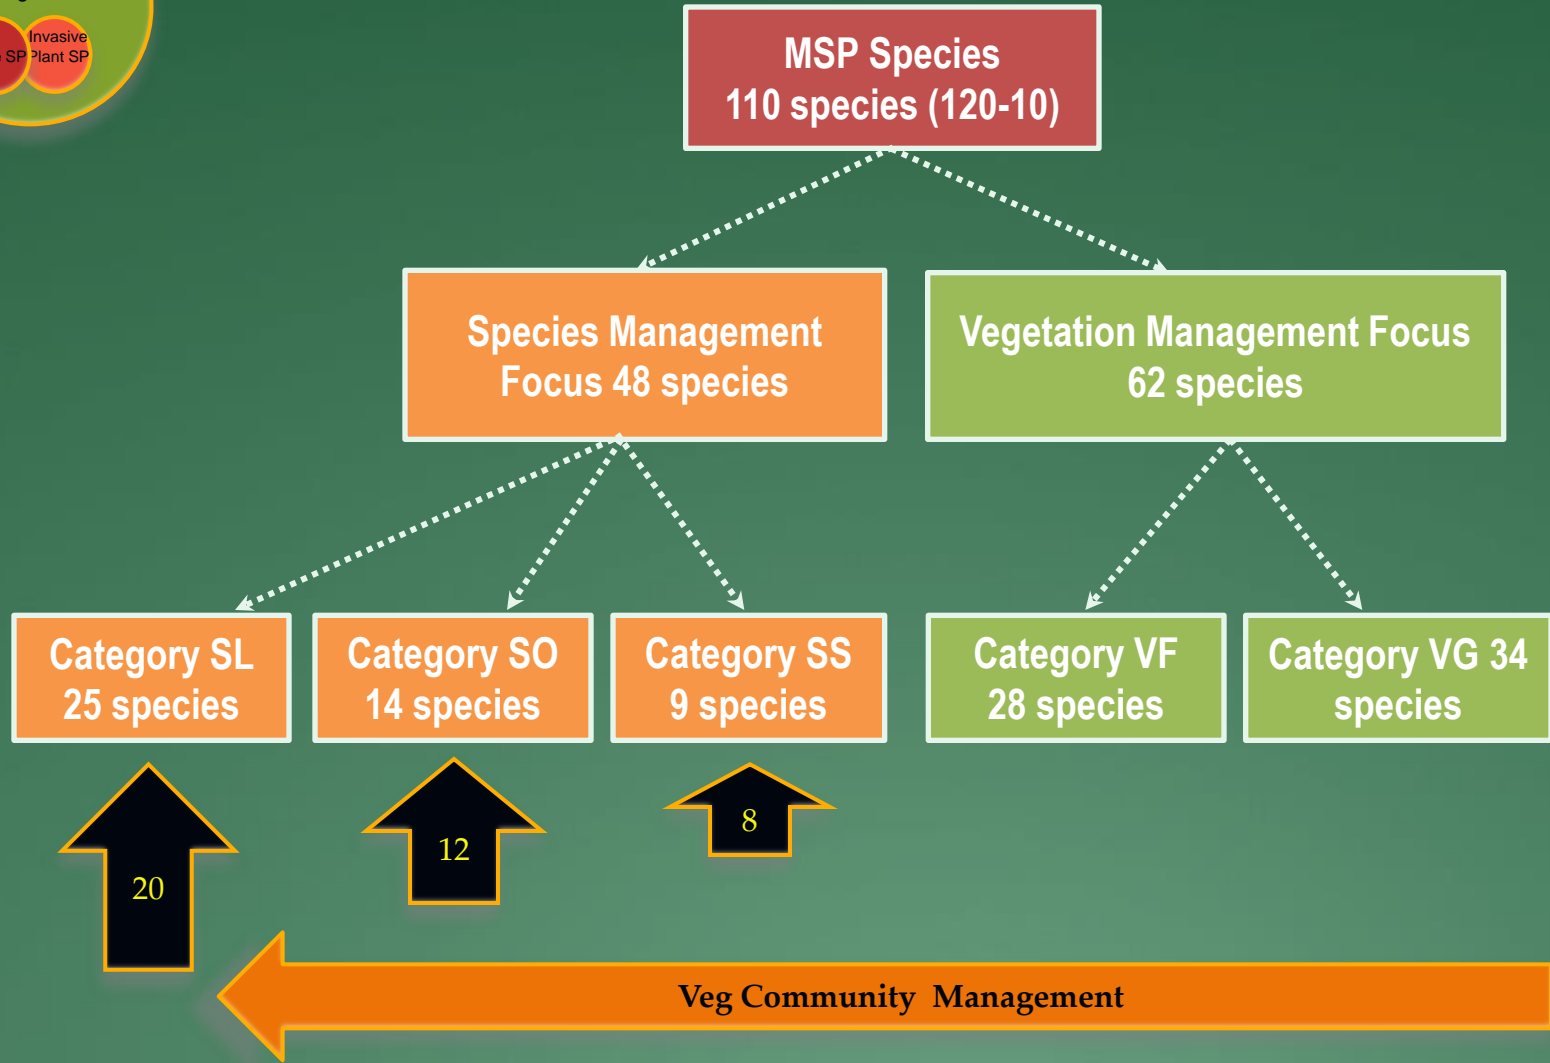 Invasive
SP Plant SP
MSP Species
110 species (120-10)
Species Management
Focus 48 species
Vegetation Management Focus
62 species
Category SL
25 species
Category SO
14 species
Category SS
9 species
Category VF
28 species
Category VG 34
species
20
12
8
Veg Community Management